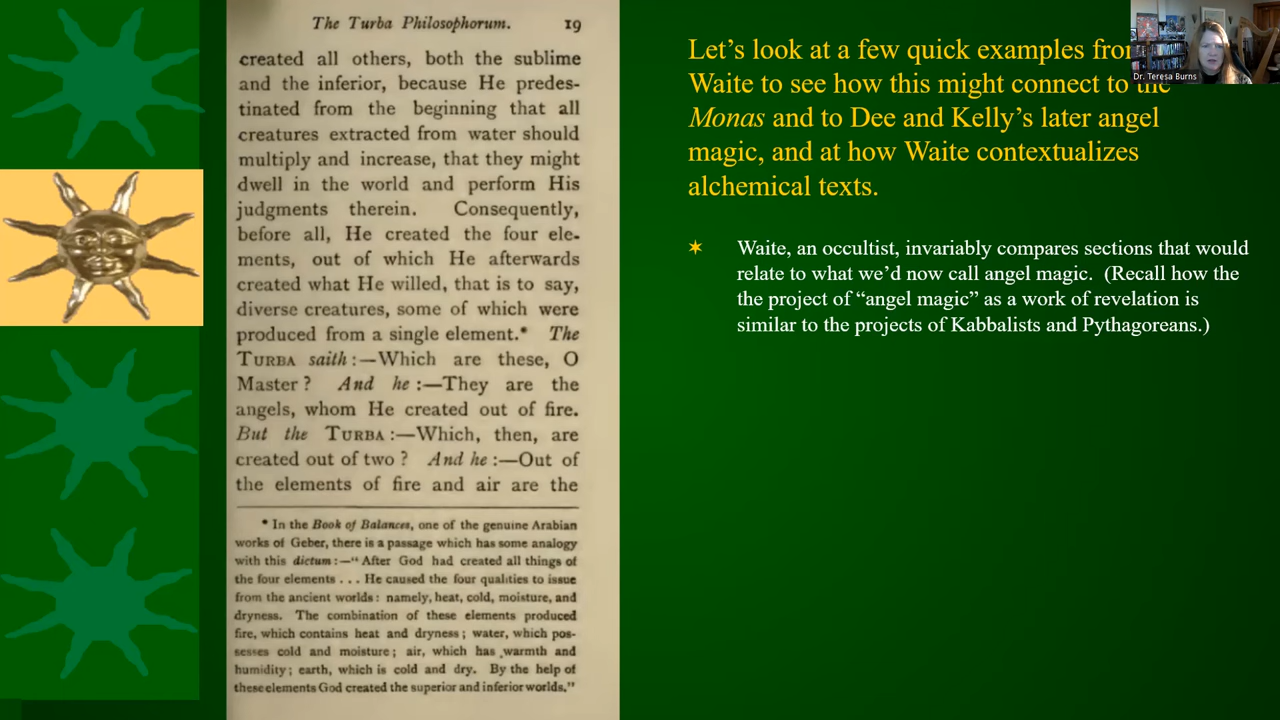 The Turba Philosophorum. 19
created all others, both the sublime
and the inferior, because He predes-
tinated from the beginning that all
creatures extracted from water should
multiply and increase, that they might
dwell in the world and perform His
judgments therein. Consequently,
before all, He created the four ele-
ments, out of which He afterwards
created what He willed, that is to say,
diverse creatures, some of which were
produced from a single element.* The
TURBA saith :—Which are these, O
Master ? And he :—They are the
angels, whom He created out of fire.
But the TURBA :—Which, then, are
created out of two ? And he :—Out of
the elements of fire and air are the
* In the Book of Balances, one of the genuine Arabian
works of Geber, there is a passage which has some analogy
with this dictum :—“ After God had created all things of
the four elements . . . He caused the four qualities to issue
from the ancient worlds : namely, heat, cold, moisture, and
dryness. The combination of these elements produced
fire, which contains heat and dryness ; water, which pos-
sesses cold and moisture ; air, which has warmth and
humidity ; earth, which is cold and dry. By the help of
these elements God created the superior and inferior worlds.”
Let’s look at a few quick examples from
Waite to see how this might connect to the
Monas and to Dee and Kelly’s later angel
magic, and at how Waite contextualizes
alchemical texts.
Waite, an occultist, invariably compares sections that would
relate to what we’d now call angel magic. (Recall how the
the project of “angel magic” as a work of revelation is
similar to the projects of Kabbalists and Pythagoreans.)
Dr. Teresa Burns